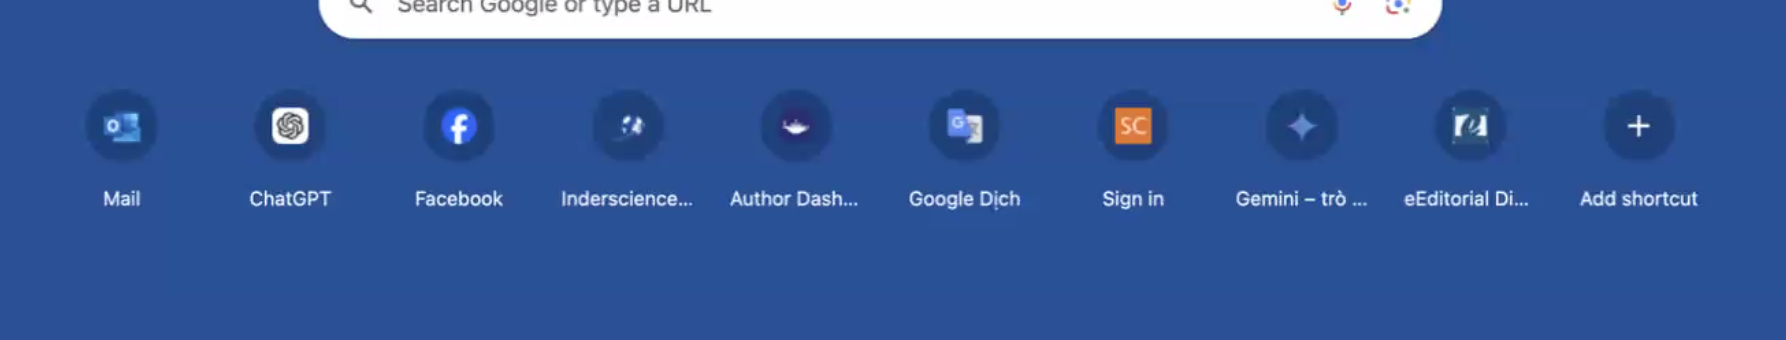 Search Google or type a URL
Mail
ChatGPT
Facebook
Inderscience...
Author Dash...
Google Dịch
SC
Sign in
Gemini – trò ...
eEditorial Di...
Add shortcut